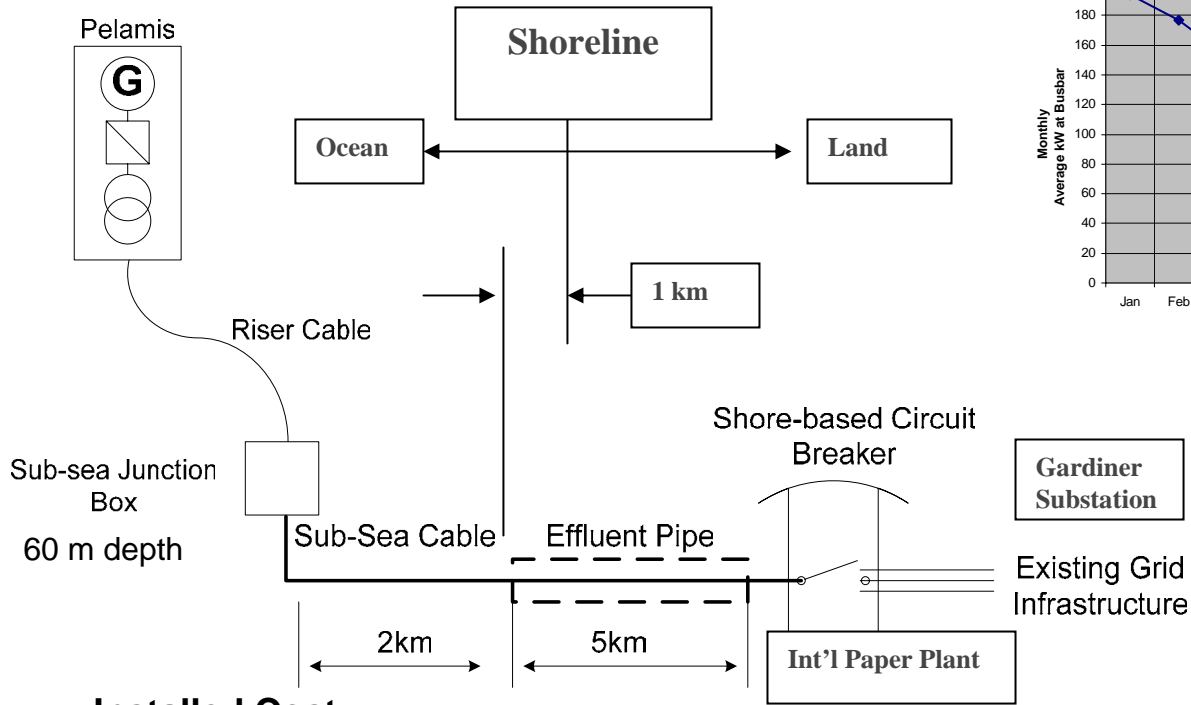 Pelamis
G
Shoreline
Ocean
Land
1 km
Riser Cable
Sub-sea Junction
Box
60 m depth
Sub-Sea Cable
Effluent Pipe
Shore-based Circuit
Breaker
Gardiner
Substation
Existing Grid
Infrastructure
2km
5km
Int'l Paper Plant
Monthly
Average kW at Busbar
180
160
140
120
100
80
60
40
20
0
Jan
Feb